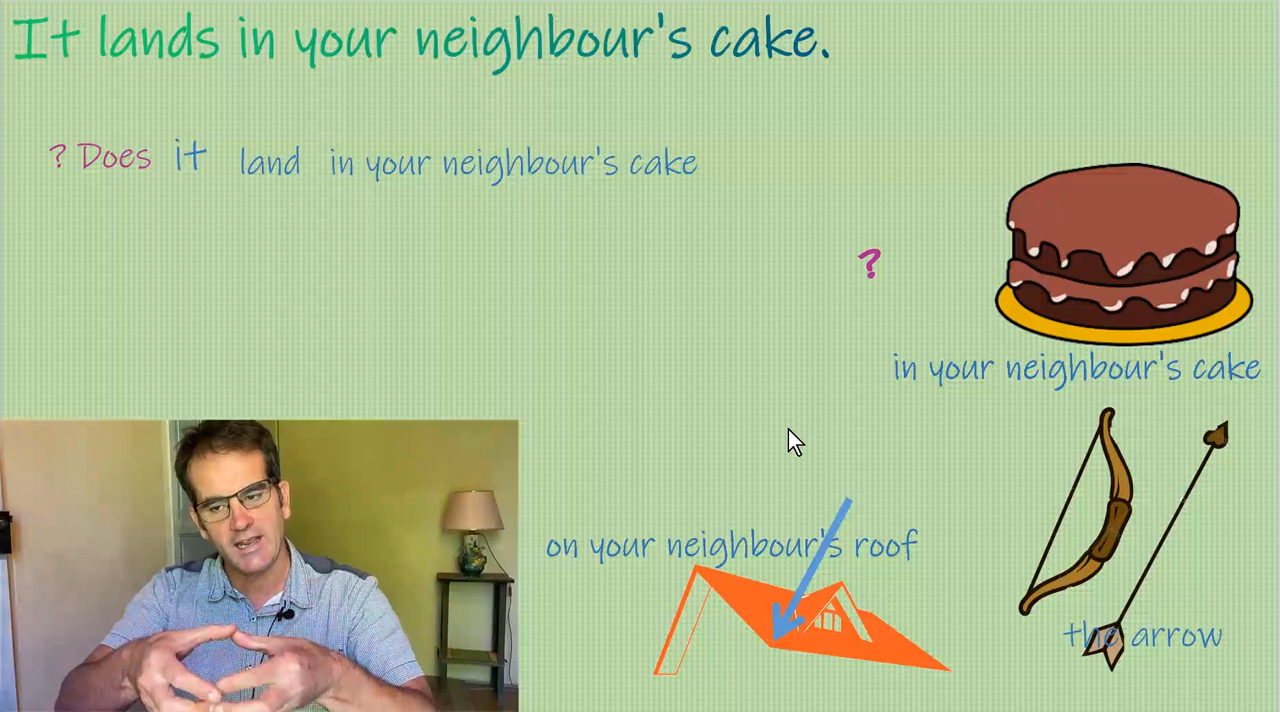 It lands in your neighbour's cake.
? Does it land in your neighbour's cake
?
in your neighbour's cake
on your neighbour's roof
the arrow